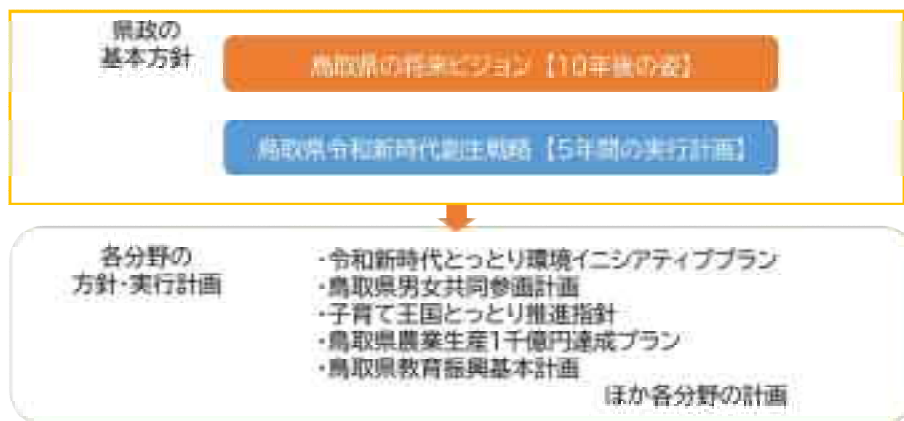 県政の
基本方針
鳥取県の将来ビジョン【10年後の姿】
鳥取県令和新時代創生戦略【5年間の実行計画】
各分野の
方針・実行計画
・令和新時代とっとり環境イニシアティブプラン
・鳥取県男女共同参画計画
・子育て王国とっとり推進指針
・鳥取県農業生産1千億円達成プラン
・鳥取県教育振興基本計画
ほか各分野の計画